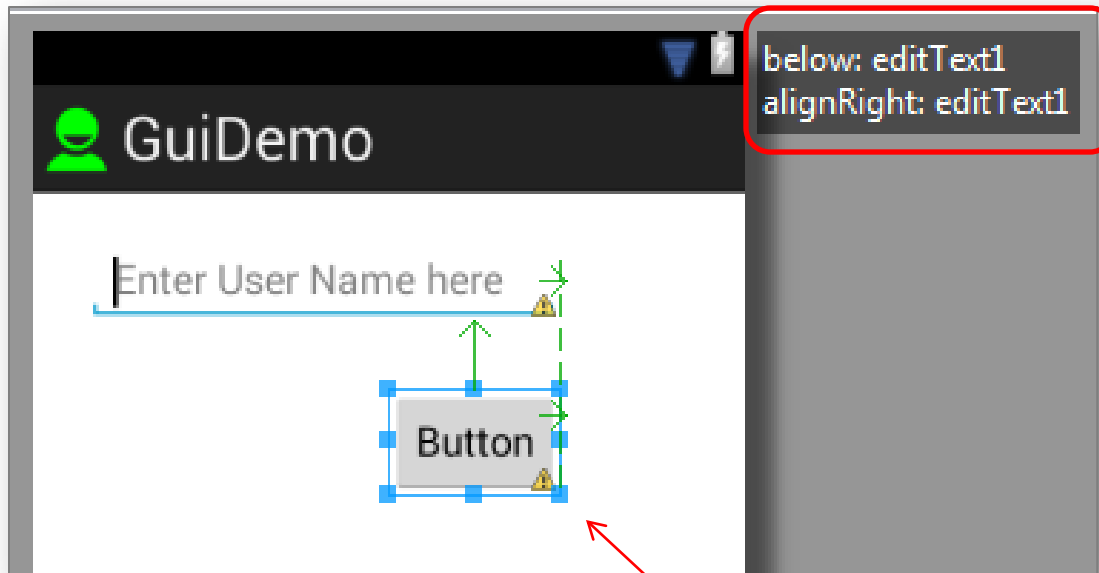 below: editText1
alignRight: editText1
GuiDemo
Enter User Name here
Button